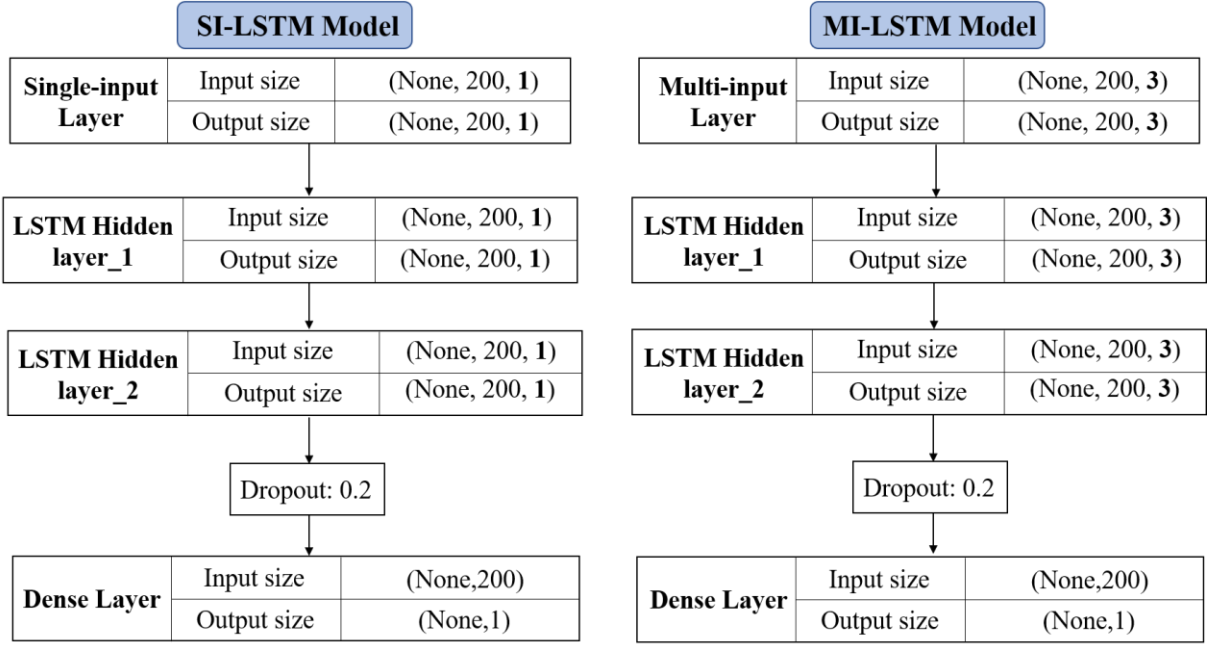 SI-LSTM Model
Single-input Layer
Input size (None, 200, 1)
Output size (None, 200, 1)
LSTM Hidden layer_1
Input size (None, 200, 1)
Output size (None, 200, 1)
LSTM Hidden layer_2
Input size (None, 200, 1)
Output size (None, 200, 1)
Dropout: 0.2
Dense Layer
Input size (None,200)
Output size (None,1)
MI-LSTM Model
Multi-input Layer
Input size (None, 200, 3)
Output size (None, 200, 3)
LSTM Hidden layer_1
Input size (None, 200, 3)
Output size (None, 200, 3)
LSTM Hidden layer_2
Input size (None, 200, 3)
Output size (None, 200, 3)
Dropout: 0.2
Dense Layer
Input size (None,200)
Output size (None,1)